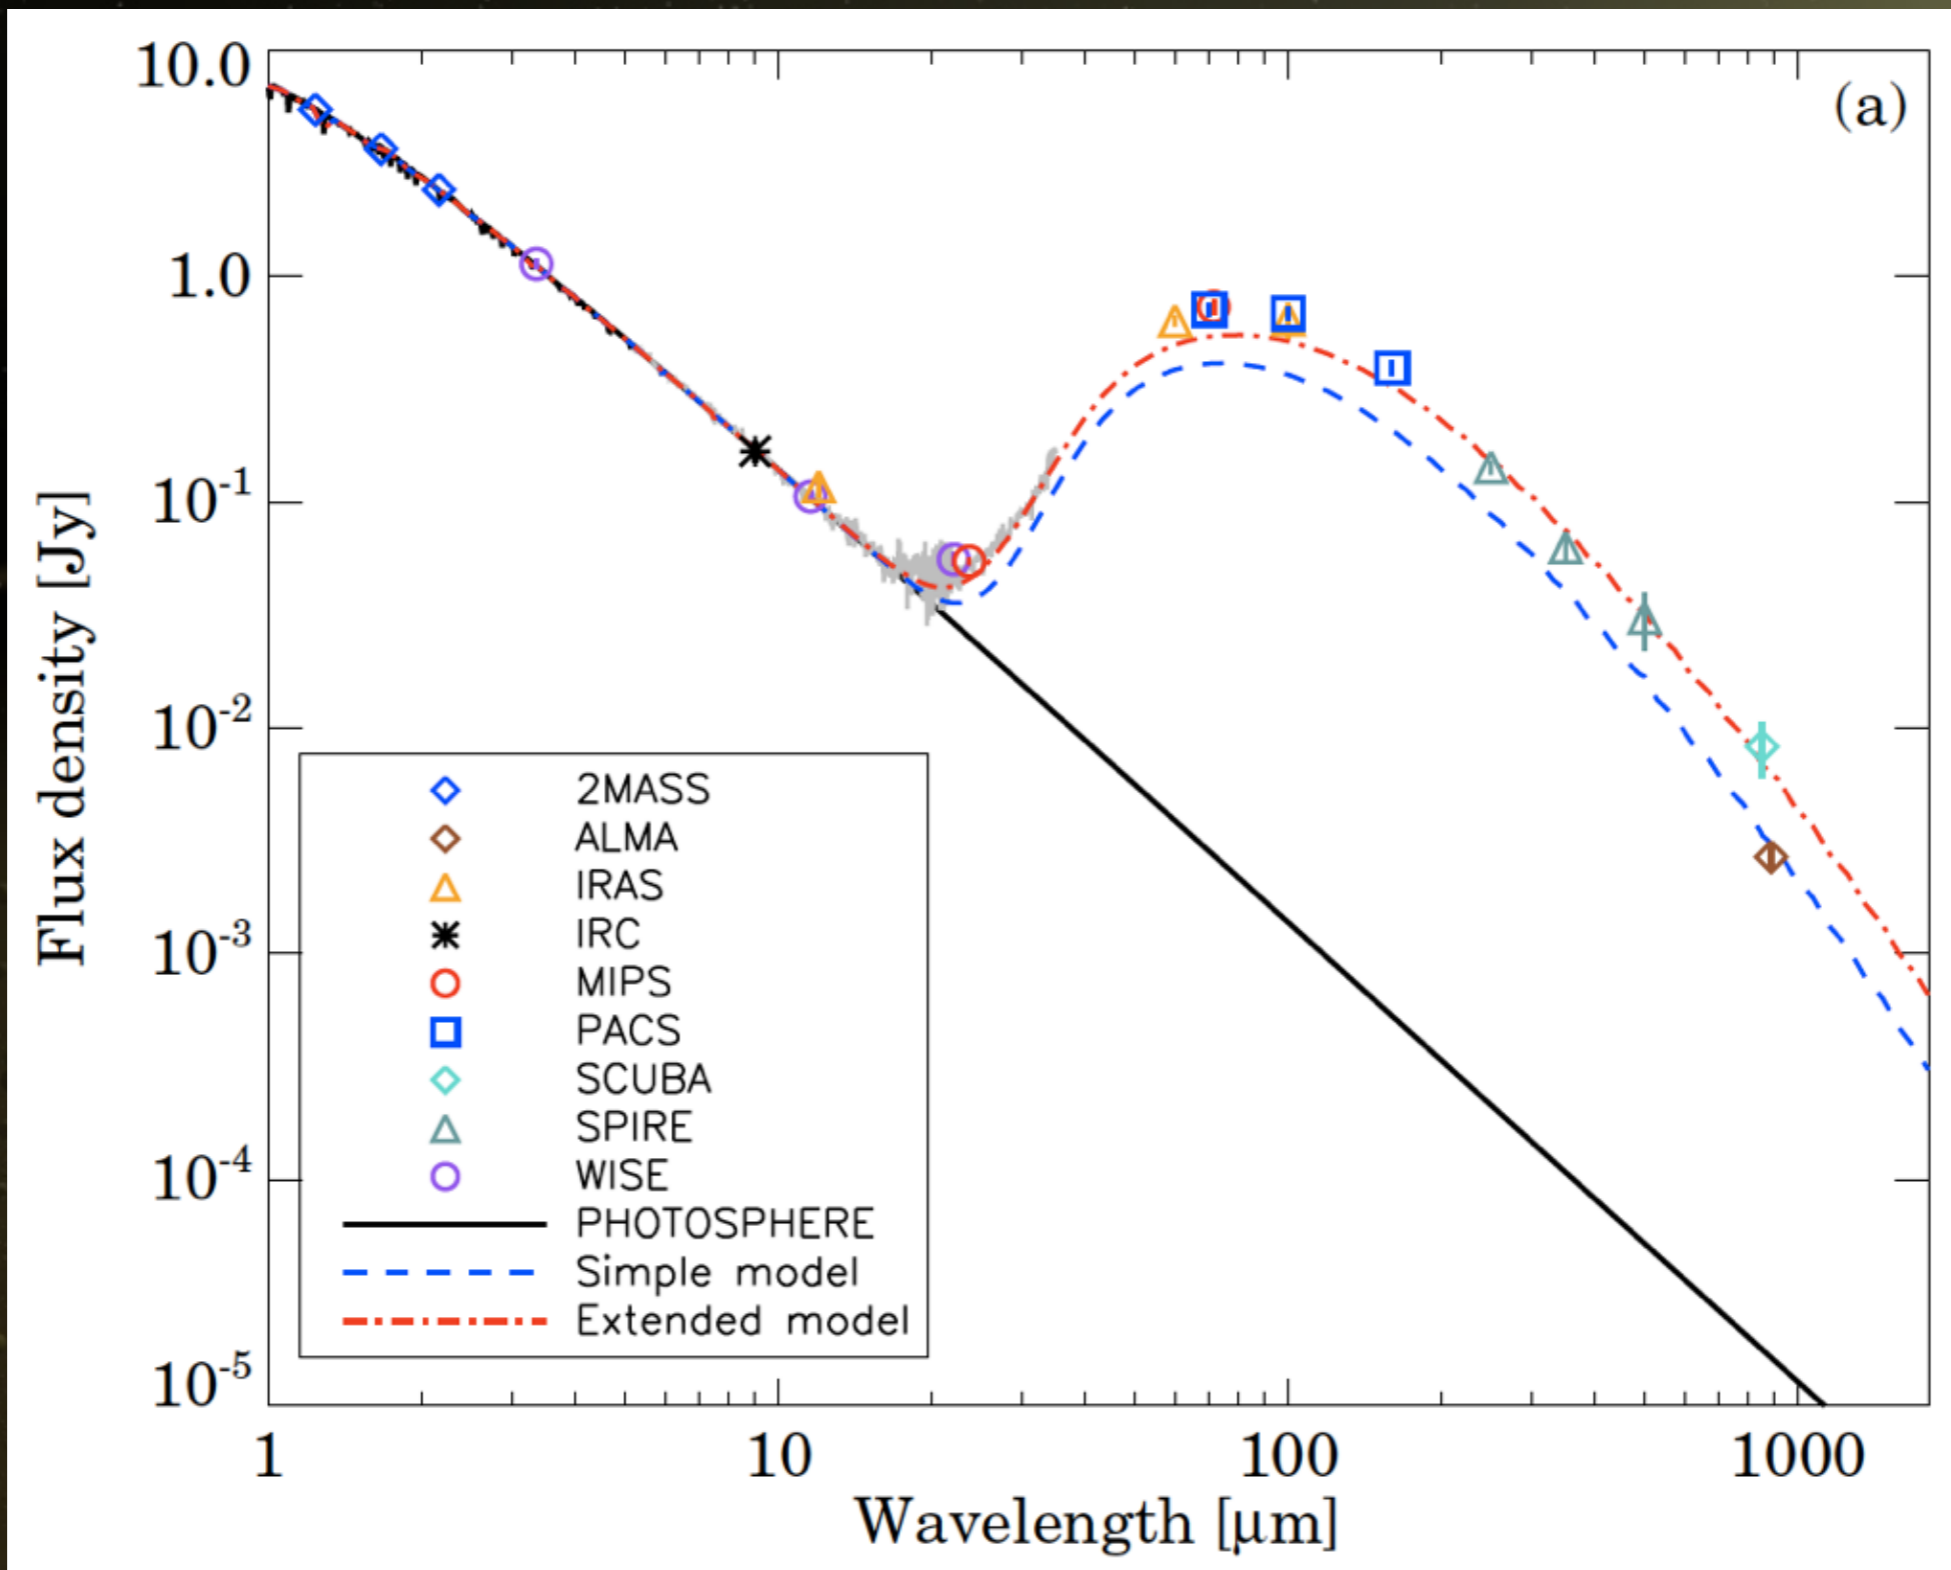 10.0
(a)
1.0
10-1
10-2
10-3
10-4
10-5
Flux density [Jy]
2MASS
ALMA
IRAS
IRC
MIPS
PACS
SCUBA
SPIRE
WISE
PHOTOSPHERE
Simple model
Extended model
1 10 100 1000
Wavelength [μm]